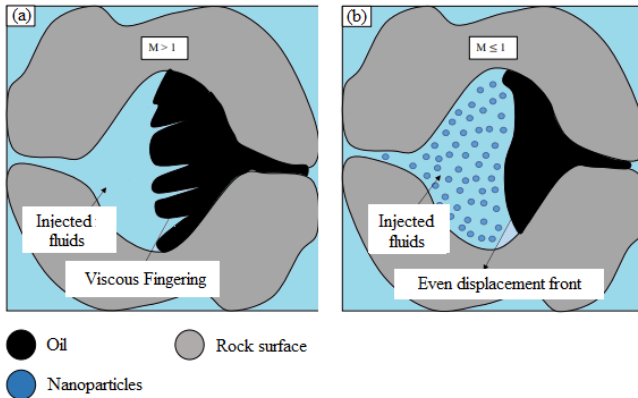 (a)
M > 1
Injected
fluids
Viscous Fingering
(b)
M ≤ 1
Injected
fluids
Even displacement front
Oil
Rock surface
Nanoparticles